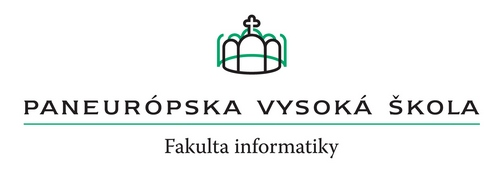 PANEURÓPSKA VYSOKÁ ŠKOLA
Fakulta informatiky